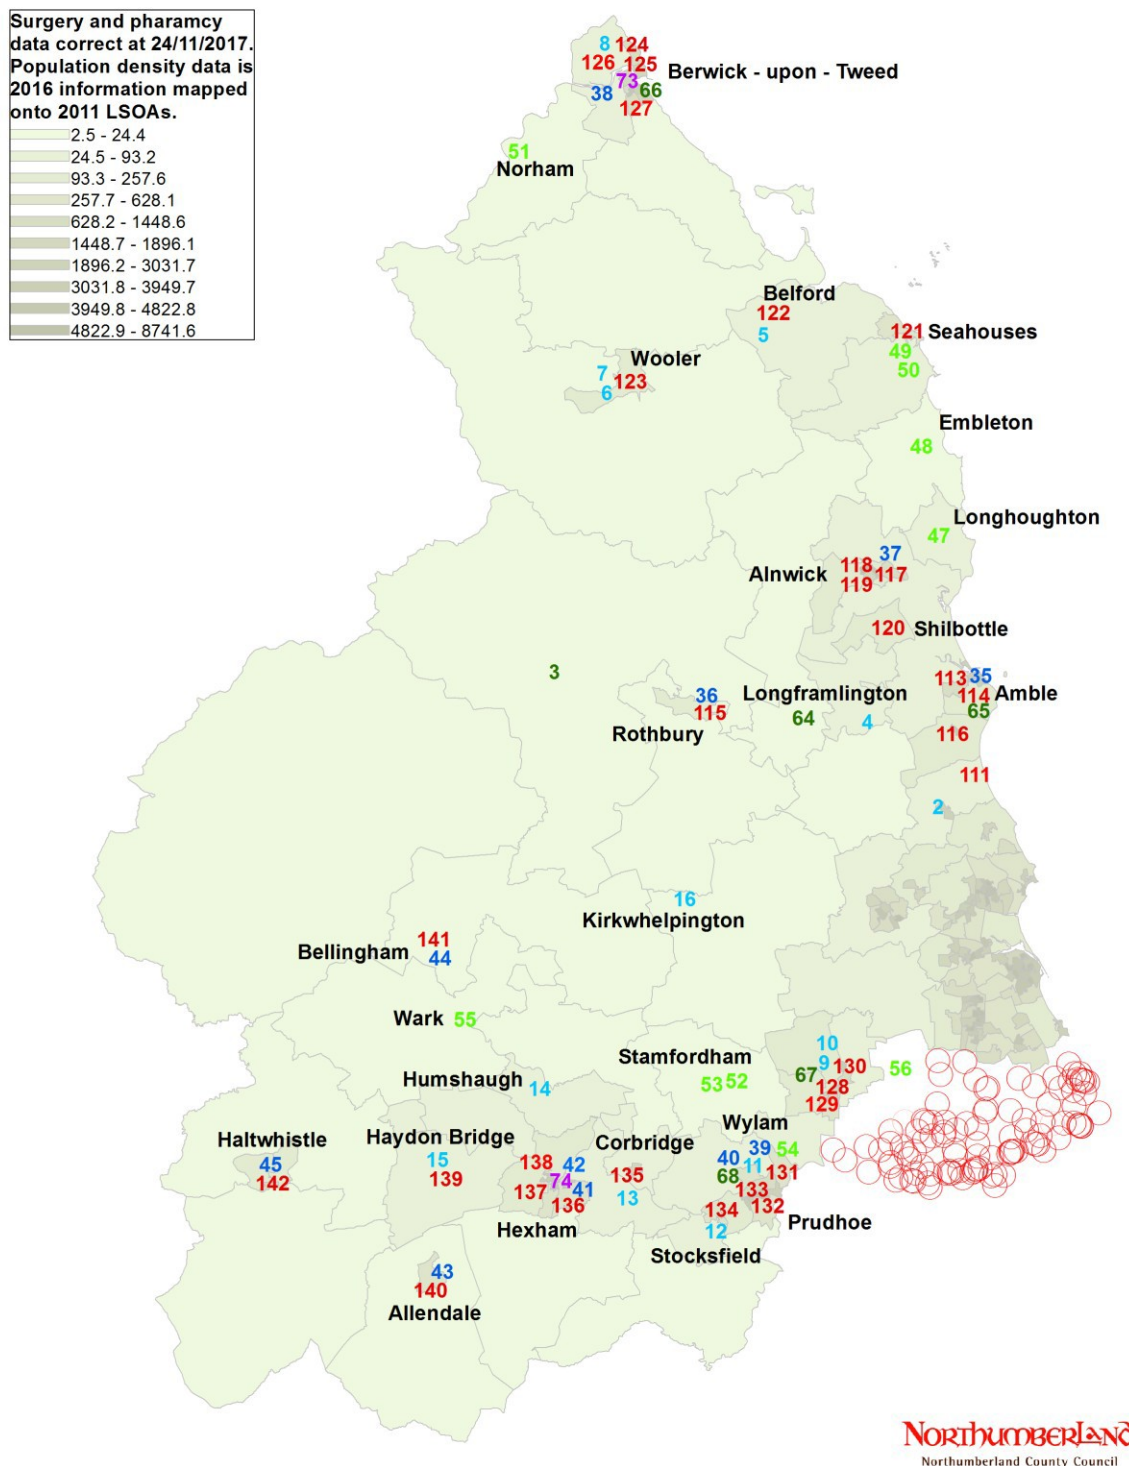 Surgery and pharamcy
data correct at 24/11/2017.
Population density data is
2016 information mapped
onto 2011 LSOAs.
2.5 - 24.4
24.5 - 93.2
93.3 - 257.6
257.7 - 628.1
628.2 - 1448.6
1448.7 - 1896.1
1896.2 - 3031.7
3031.8 - 3949.7
3949.8 - 4822.8
4822.9 - 8741.6
8 124
126 125
Berwick - upon - Tweed
73
38 66
127
51
Norham
Belford
122
5
121 Seahouses
49
50
Wooler
7 123
6
Embleton
48
Longhoughton
47
37
118
Alnwick 117
119
120 Shilbottle
3
113 35
114 Amble
65
Longframlington
64 4
36
115
Rothbury
116
111
2
16
Kirkwhelpington
141
Bellingham
44
Wark 55
Stamfordham
53 52
10
9 130
67 128
129
56
Humshaugh
14
Haltwhistle
45
142
Haydon Bridge
15
139
Corbridge
135
13
138 42
74
137 41
136
Hexham
Wylam
39 54
40 11
68 131
133
134 132
Prudhoe
12
Stocksfield
43
140
Allendale
NORTHUMBERLAND
Northumberland County Council